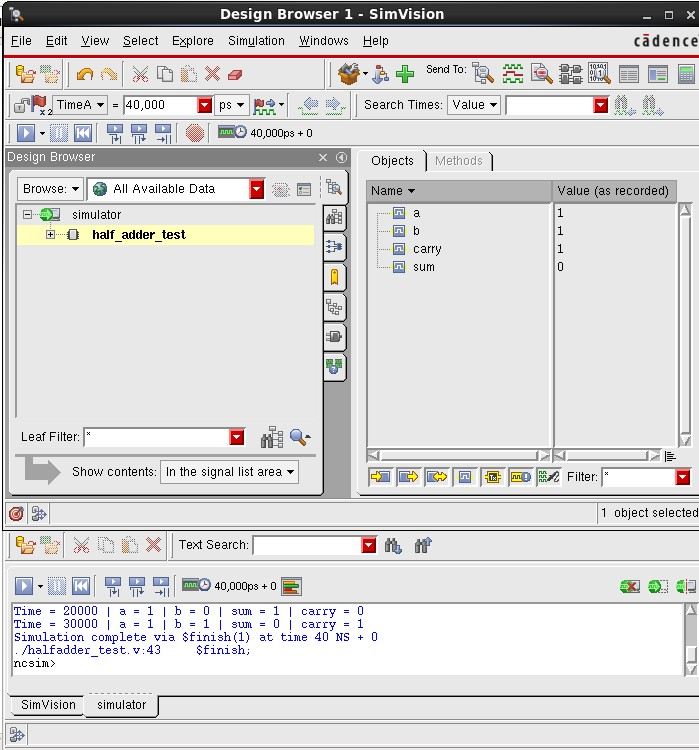 Design Browser 1 - SimVision
File Edit View Select Explore Simulation Windows Help
cādence
Send To:
TimeA = 40,000 ps
Search Times: Value
40,000ps + 0
Design Browser
Objects Methods
Browse: All Available Data
Name Value (as recorded)
simulator
half_adder_test
a 1
b 1
carry 1
sum 0
Leaf Filter: *
Show contents: In the signal list area
Filter: *
1 object selected
Text Search:
40,000ps + 0
Time = 20000 | a = 1 | b = 0 | sum = 1 | carry = 0
Time = 30000 | a = 1 | b = 1 | sum = 0 | carry = 1
Simulation complete via $finish(1) at time 40 NS + 0
./halfadder_test.v:43 $finish;
ncsim>
SimVision simulator